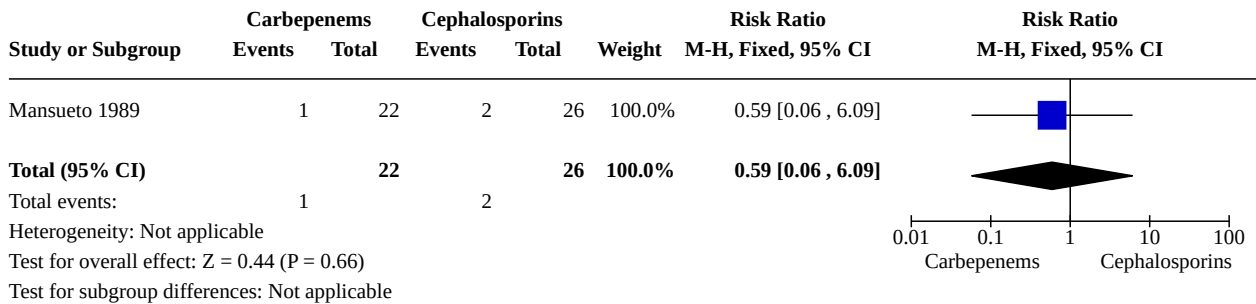 Carbepenems Cephalosporins Risk Ratio Risk Ratio
Study or Subgroup Events Total Events Total Weight M-H, Fixed, 95% CI M-H, Fixed, 95% CI
Mansueto 1989 1 22 2 26 100.0% 0.59 [0.06 , 6.09]
Total (95% CI) 22 26 100.0% 0.59 [0.06 , 6.09]
Total events: 1 2
Heterogeneity: Not applicable
0.01 0.1 1 10 100
Test for overall effect: Z = 0.44 (P = 0.66)
Carbepenems Cephalosporins
Test for subgroup differences: Not applicable